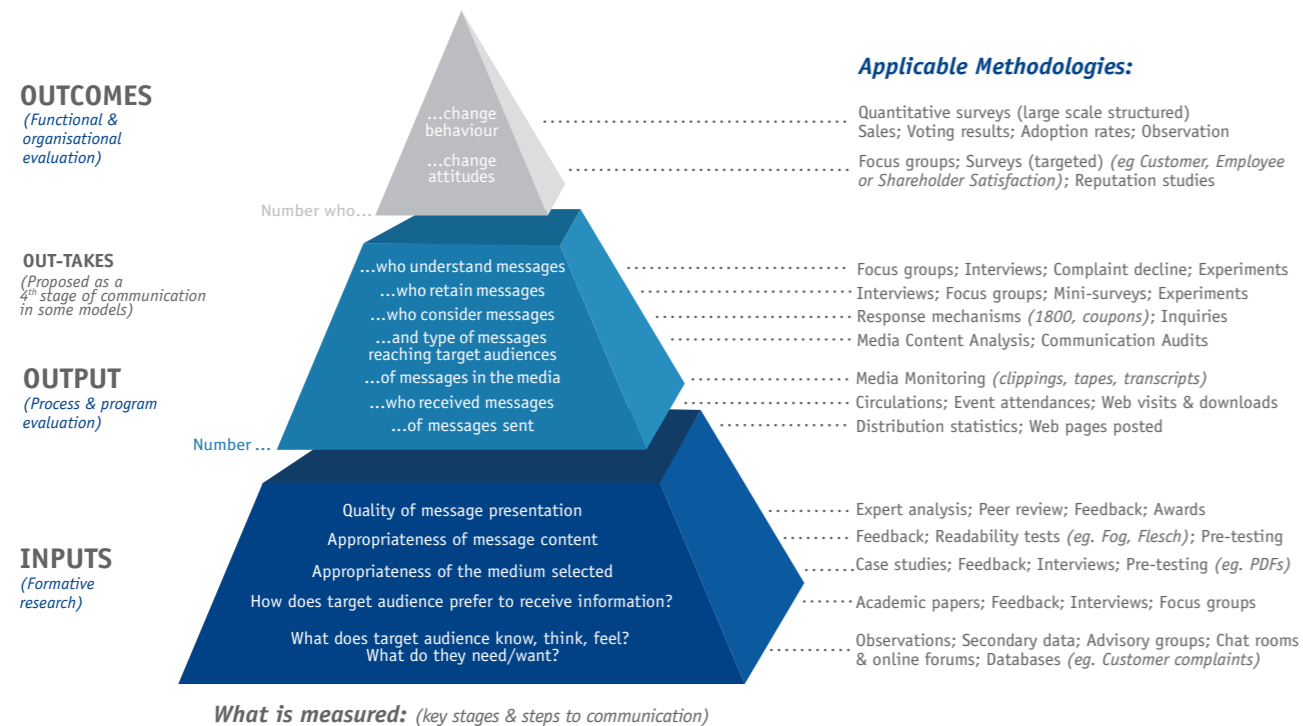 Applicable Methodologies:
OUTCOMES
(Functional &
organisational
evaluation)
...change
behaviour
...change
attitudes
Number who...
Quantitative surveys (large scale structured)
Sales; Voting results; Adoption rates; Observation
Focus groups; Surveys (targeted) (eg Customer, Employee
or Shareholder Satisfaction); Reputation studies
OUT-TAKES
(Proposed as a
4th stage of communication
in some models)
...who understand messages
...who retain messages
...who consider messages
...and type of messages
reaching target audiences
...of messages in the media
...who received messages
...of messages sent
Focus groups; Interviews; Complaint decline; Experiments
Interviews; Focus groups; Mini-surveys; Experiments
Response mechanisms (1800, coupons); Inquiries
Media Content Analysis; Communication Audits
OUTPUT
(Process & program
evaluation)
Number ...
Media Monitoring (clippings, tapes, transcripts)
Circulations; Event attendances; Web visits & downloads
Distribution statistics; Web pages posted
INPUTS
(Formative
research)
Quality of message presentation
Appropriateness of message content
Appropriateness of the medium selected
How does target audience prefer to receive information?
What does target audience know, think, feel?
What do they need/want?
Expert analysis; Peer review; Feedback; Awards
Feedback; Readability tests (eg. Fog, Flesch); Pre-testing
Case studies; Feedback; Interviews; Pre-testing (eg. PDFs)
Academic papers; Feedback; Interviews; Focus groups
Observations; Secondary data; Advisory groups; Chat rooms
& online forums; Databases (eg. Customer complaints)
What is measured: (key stages & steps to communication)